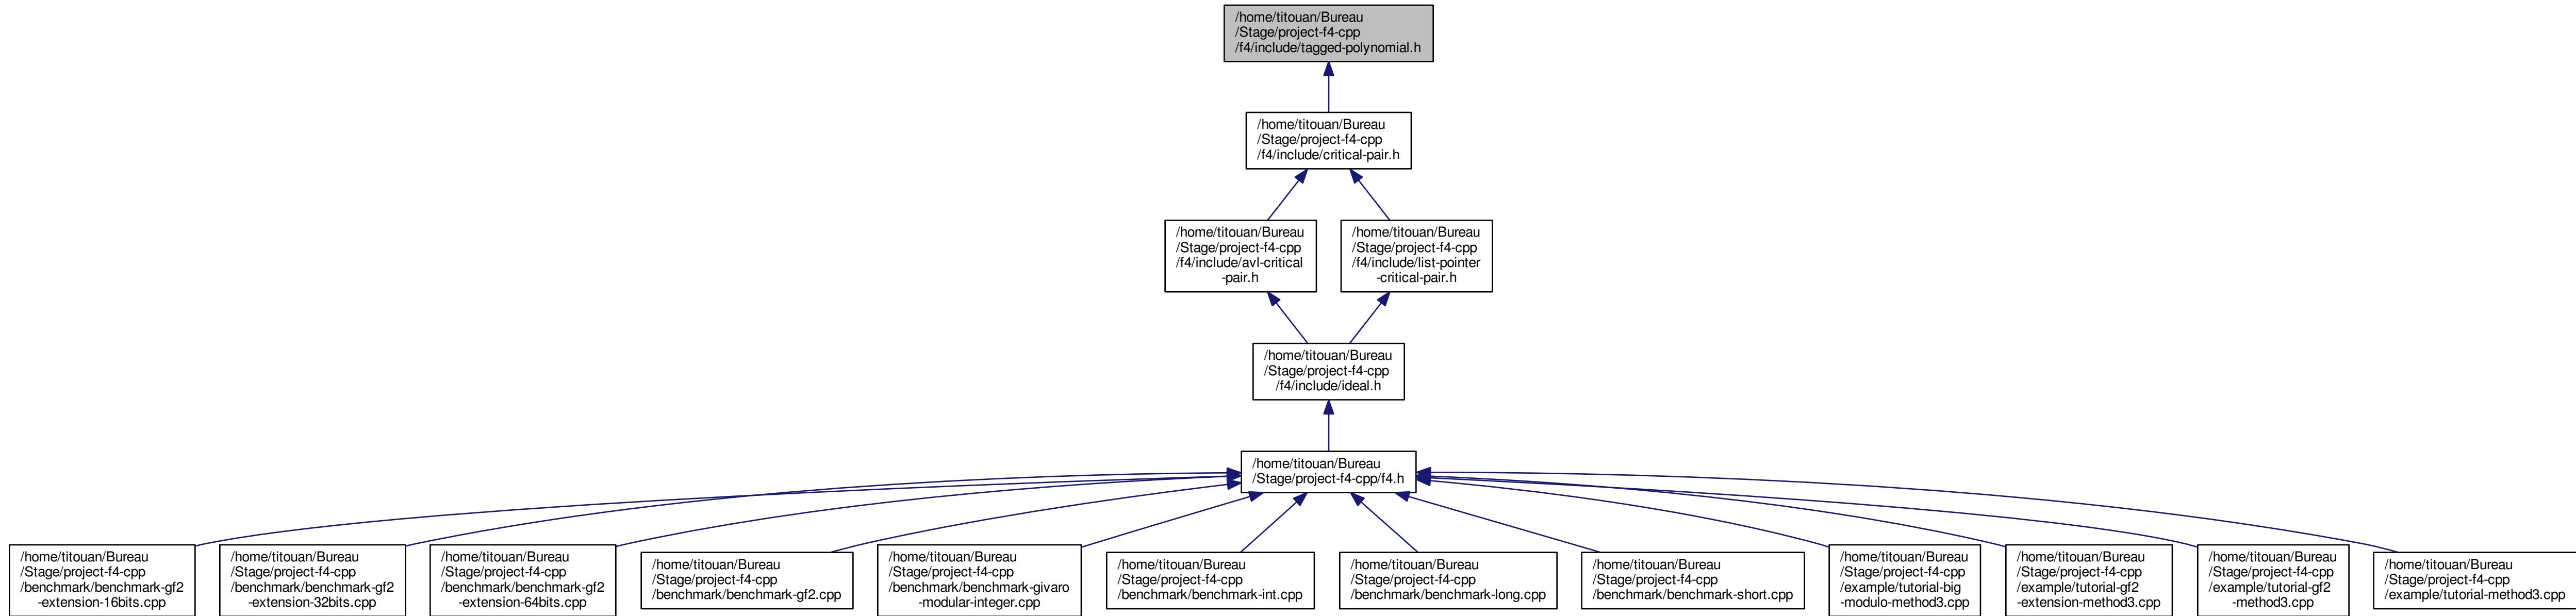 /home/titouan/Bureau
/Stage/project-f4-cpp
/f4/include/tagged-polynomial.h
/home/titouan/Bureau
/Stage/project-f4-cpp
/f4/include/critical-pair.h
/home/titouan/Bureau
/Stage/project-f4-cpp
/f4/include/avl-critical
-pair.h
/home/titouan/Bureau
/Stage/project-f4-cpp
/f4/include/list-pointer
-critical-pair.h
/home/titouan/Bureau
/Stage/project-f4-cpp
/f4/include/ideal.h
/home/titouan/Bureau
/Stage/project-f4-cpp/f4.h
/home/titouan/Bureau
/Stage/project-f4-cpp
/benchmark/benchmark-gf2
-extension-16bits.cpp
/home/titouan/Bureau
/Stage/project-f4-cpp
/benchmark/benchmark-gf2
-extension-32bits.cpp
/home/titouan/Bureau
/Stage/project-f4-cpp
/benchmark/benchmark-gf2
-extension-64bits.cpp
/home/titouan/Bureau
/Stage/project-f4-cpp
/benchmark/benchmark-gf2.cpp
/home/titouan/Bureau
/Stage/project-f4-cpp
/benchmark/benchmark-givaro
-modular-integer.cpp
/home/titouan/Bureau
/Stage/project-f4-cpp
/benchmark/benchmark-int.cpp
/home/titouan/Bureau
/Stage/project-f4-cpp
/benchmark/benchmark-long.cpp
/home/titouan/Bureau
/Stage/project-f4-cpp
/benchmark/benchmark-short.cpp
/home/titouan/Bureau
/Stage/project-f4-cpp
/example/tutorial-big
-modulo-method3.cpp
/home/titouan/Bureau
/Stage/project-f4-cpp
/example/tutorial-gf2
-extension-method3.cpp
/home/titouan/Bureau
/Stage/project-f4-cpp
/example/tutorial-gf2
-method3.cpp
/home/titouan/Bureau
/Stage/project-f4-cpp
/example/tutorial-method3.cpp